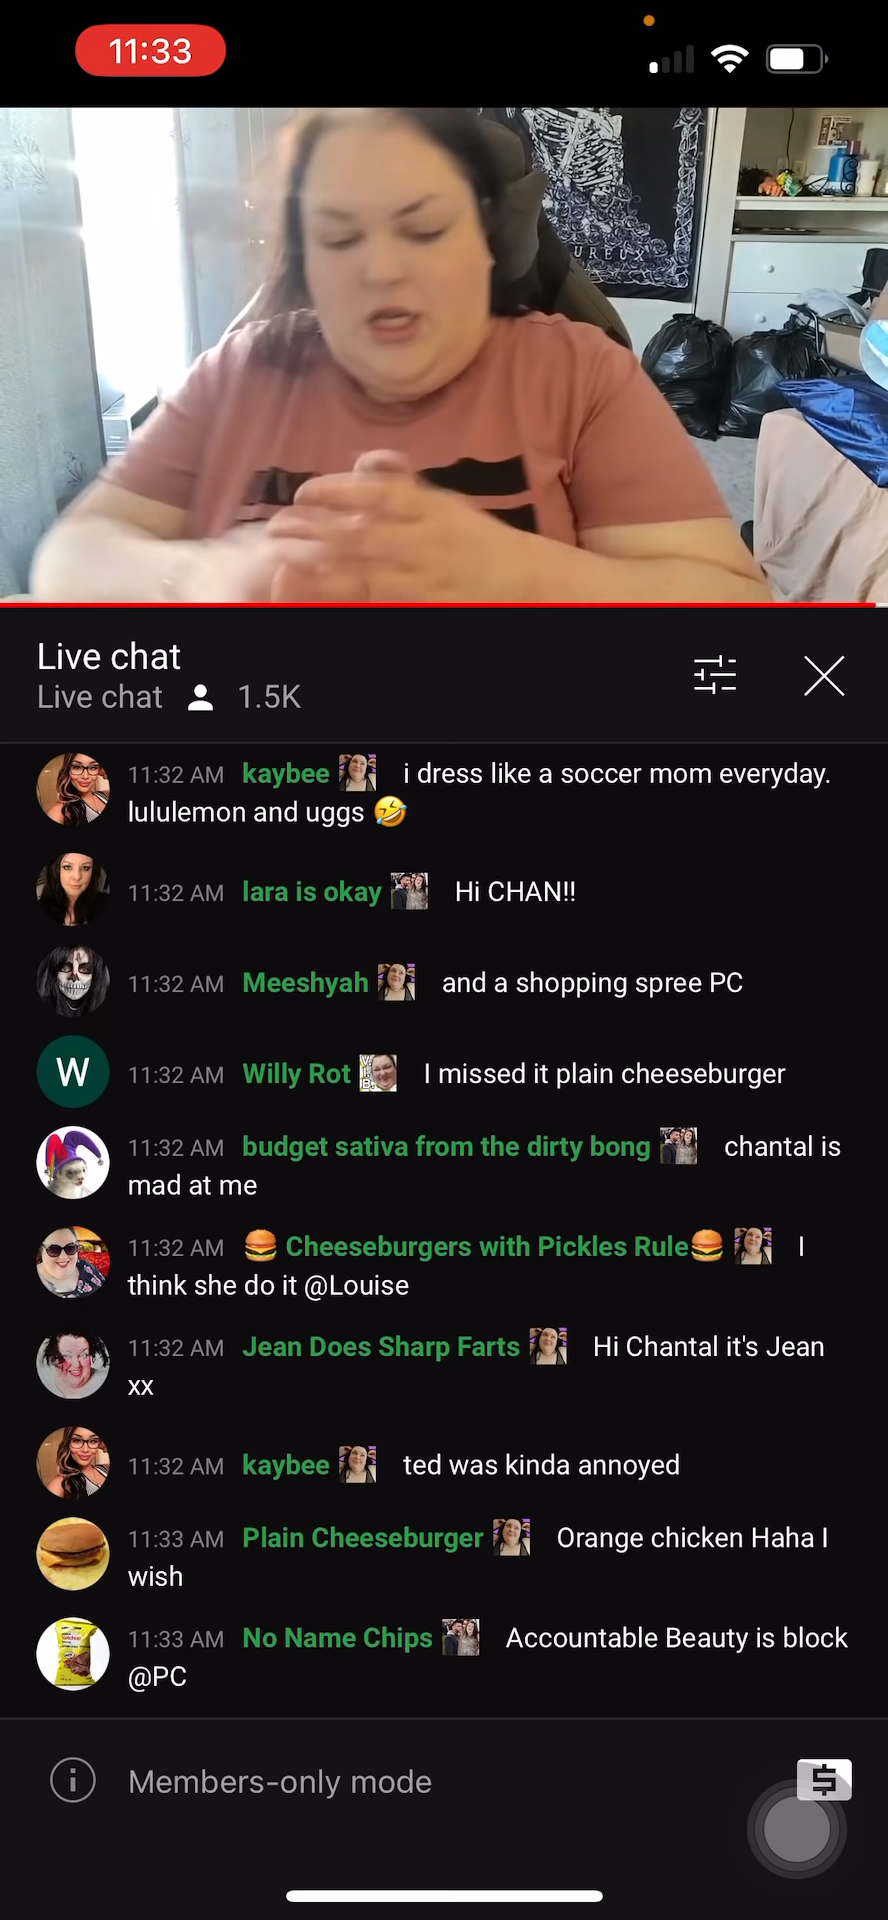 11:33
UREUX
Live chat
Live chat 1.5K
11:32 AM kaybee i dress like a soccer mom everyday.
lululemon and uggs 🤣
11:32 AM lara is okay Hi CHAN!!
11:32 AM Meeshyah and a shopping spree PC
W 11:32 AM Willy Rot I missed it plain cheeseburger
11:32 AM budget sativa from the dirty bong chantal is
mad at me
11:32 AM 🍔 Cheeseburgers with Pickles Rule🍔 I
think she do it @Louise
11:32 AM Jean Does Sharp Farts Hi Chantal it's Jean
xx
11:32 AM kaybee ted was kinda annoyed
11:33 AM Plain Cheeseburger Orange chicken Haha I
wish
11:33 AM No Name Chips Accountable Beauty is block
@PC
Members-only mode
$